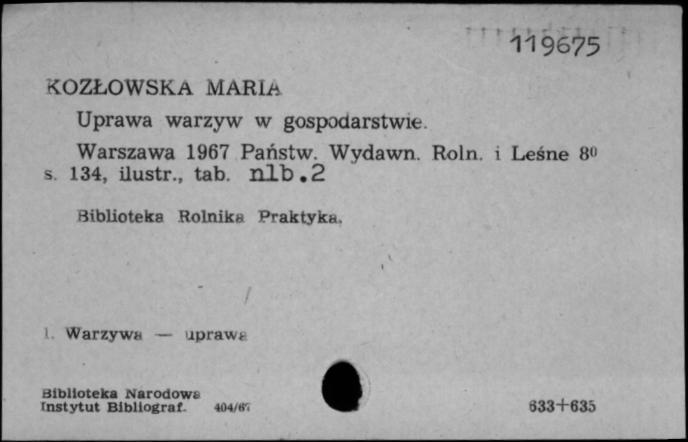 119675
KOZŁOWSKA MARIA
Uprawa warzyw w gospodarstwie.
Warszawa 1967 Państw. Wydawn. Roln. i Leśne 8⁰
s. 134, ilustr., tab. nlb.2
Biblioteka Rolnika Praktyka.
1. Warzywa — uprawa
Biblioteka Narodowa
Instytut Bibliograf. 404/67
633+635